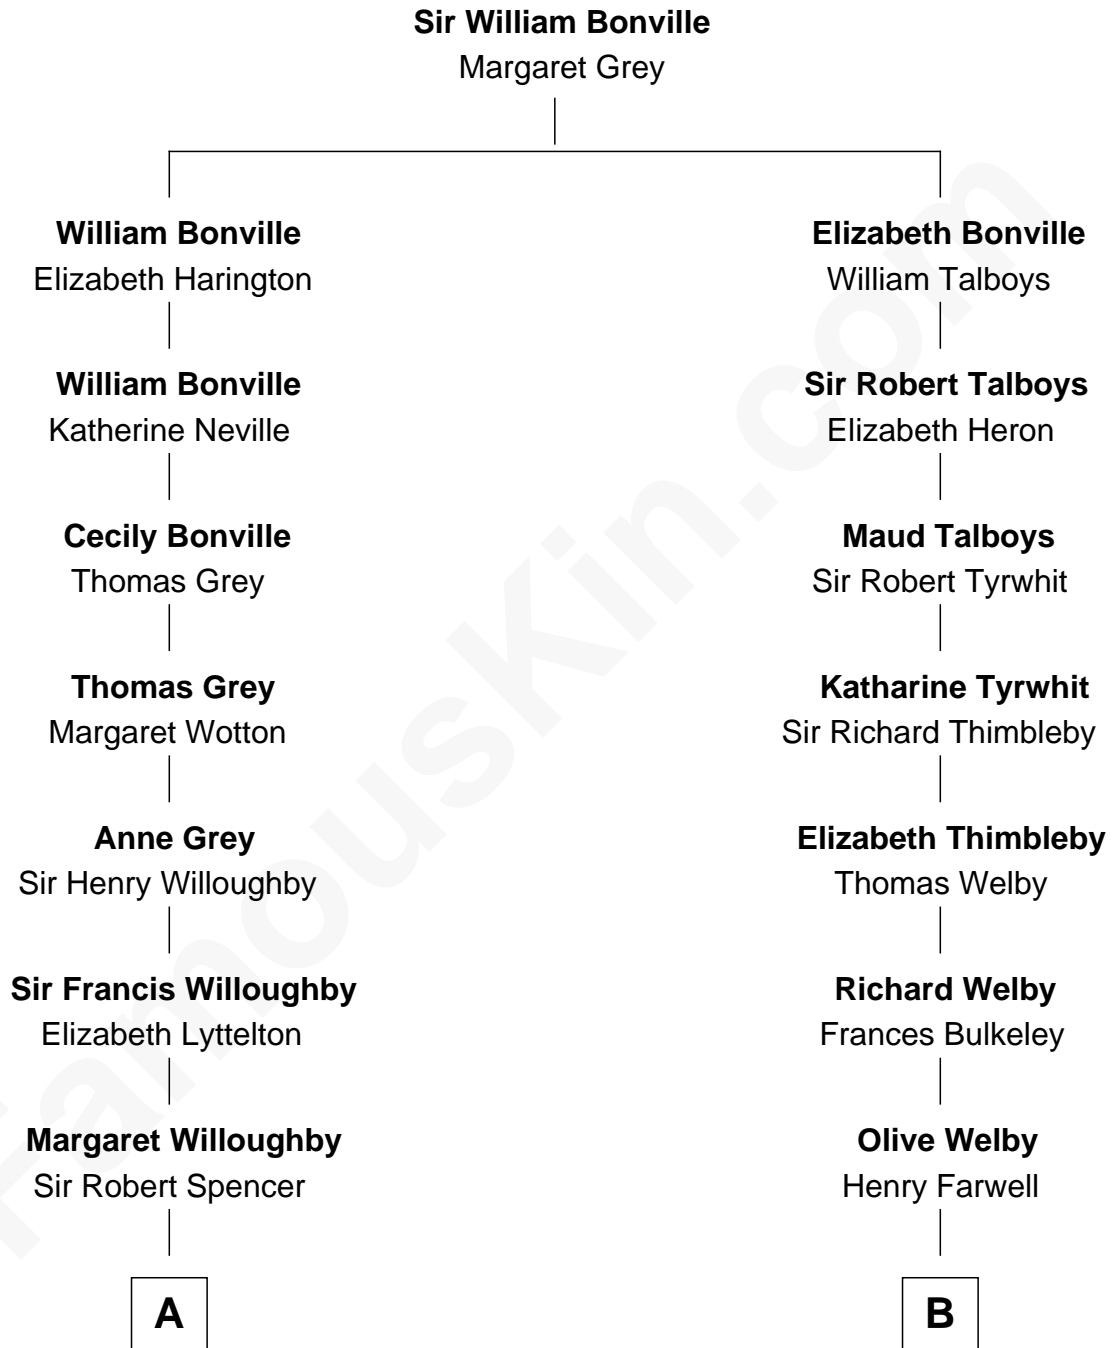 Sir William Bonville
Margaret Grey
William Bonville
Elizabeth Harington
William Bonville
Katherine Neville
Cecily Bonville
Thomas Grey
Thomas Grey
Margaret Wotton
Anne Grey
Sir Henry Willoughby
Sir Francis Willoughby
Elizabeth Lyttelton
Margaret Willoughby
Sir Robert Spencer
A
Elizabeth Bonville
William Talboys
Sir Robert Talboys
Elizabeth Heron
Maud Talboys
Sir Robert Tyrwhit
Katharine Tyrwhit
Sir Richard Thimbleby
Elizabeth Thimbleby
Thomas Welby
Richard Welby
Frances Bulkeley
Olive Welby
Henry Farwell
B
FamousKin.com